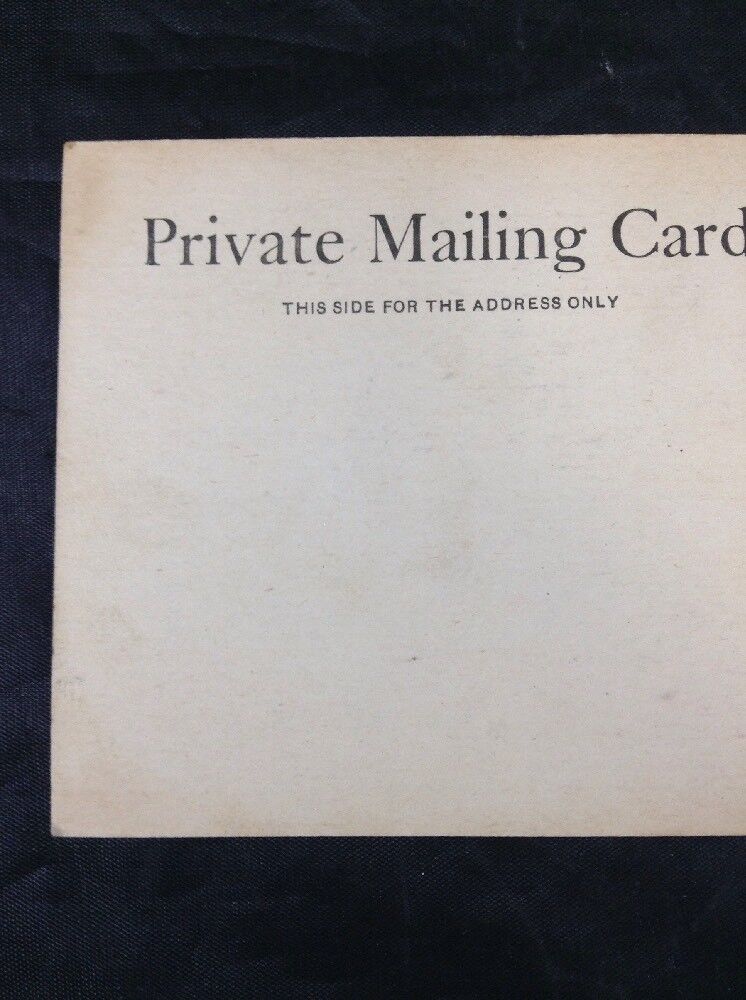 Private Mailing Card
THIS SIDE FOR THE ADDRESS ONLY